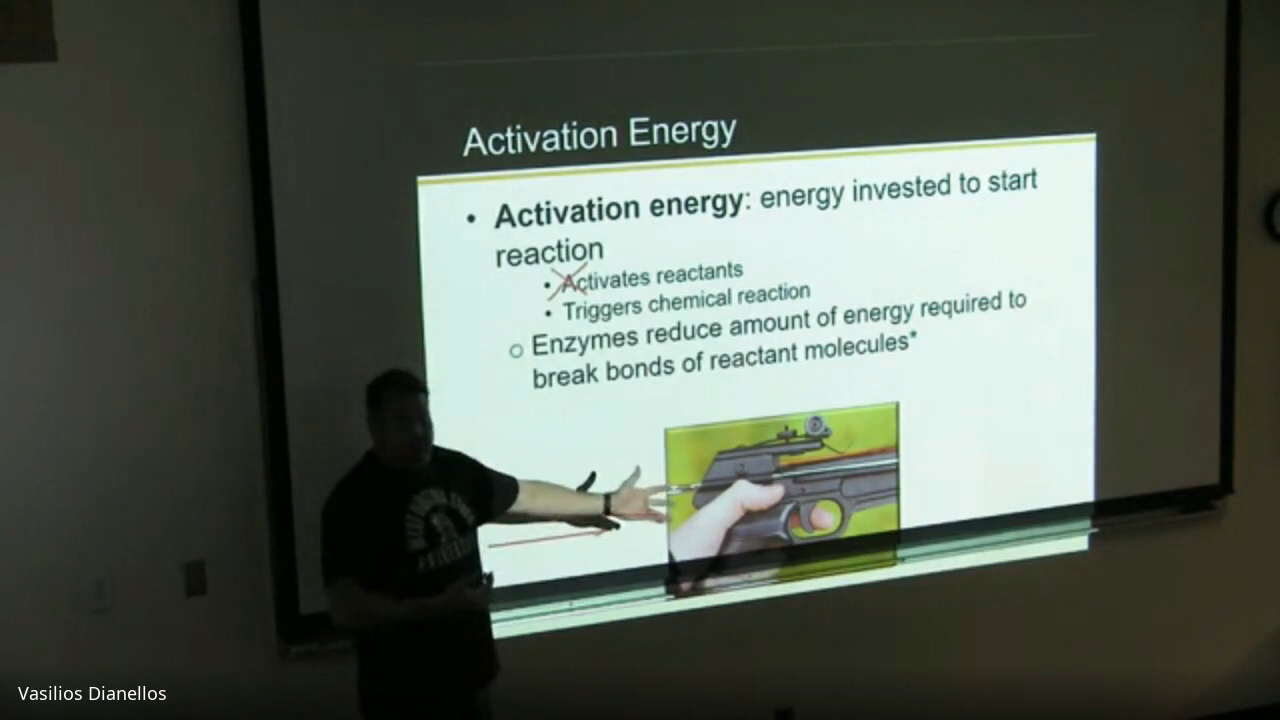 Activation Energy
• Activation energy: energy invested to start
reaction
• Activates reactants
• Triggers chemical reaction
o Enzymes reduce amount of energy required to
break bonds of reactant molecules*
Vasilios Dianellos